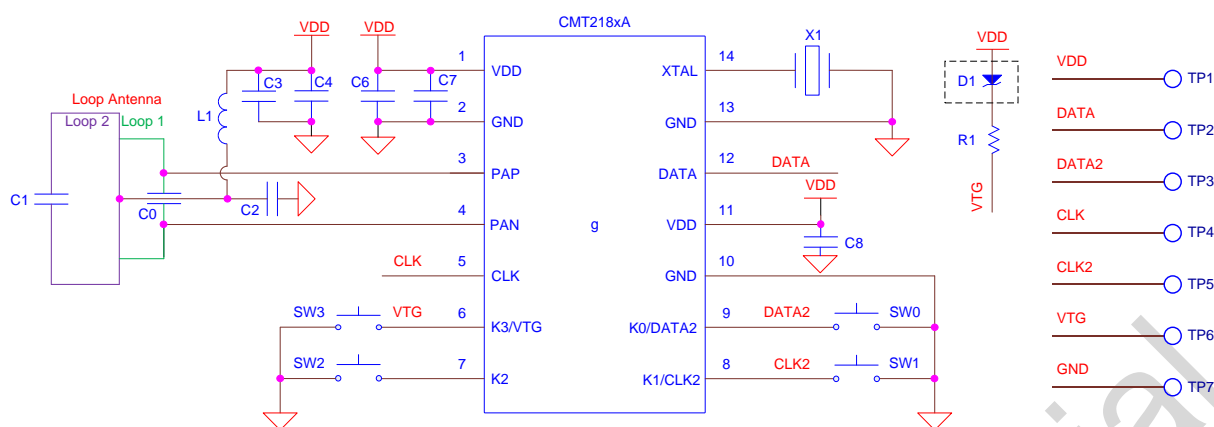 CMT218xA
VDD
VDD
X1
VDD
1
VDD
C3
C4
C6
C7
14
XTAL
D1
VDD
TP1
Loop Antenna
Loop 2
Loop 1
L1
2
GND
13
GND
R1
DATA
TP2
3
PAP
12
DATA
DATA
VTG
DATA2
TP3
C1
C0
C2
4
PAN
g
VDD
11
VDD
C8
CLK
TP4
CLK
5
CLK
10
GND
CLK2
TP5
SW3
VTG
6
K3/VTG
9
K0/DATA2
DATA2
SW0
VTG
TP6
SW2
7
K2
8
K1/CLK2
CLK2
SW1
GND
TP7
ial